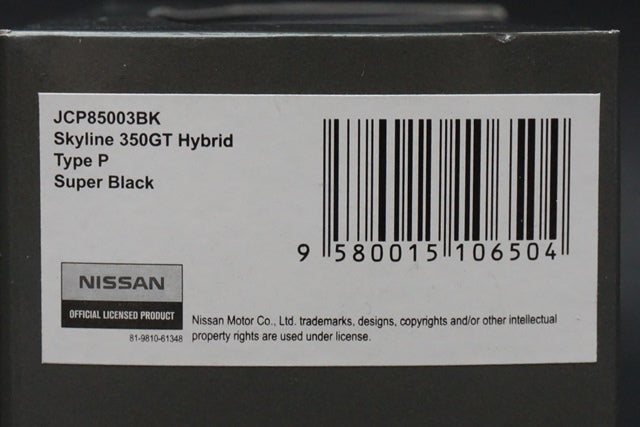 JCP85003BK
Skyline 350GT Hybrid
Type P
Super Black
9 580015 106504
NISSAN
OFFICIAL LICENSED PRODUCT
81-9810-61348
Nissan Motor Co., Ltd. trademarks, designs, copyrights and/or other intellectual
property rights are used under license.